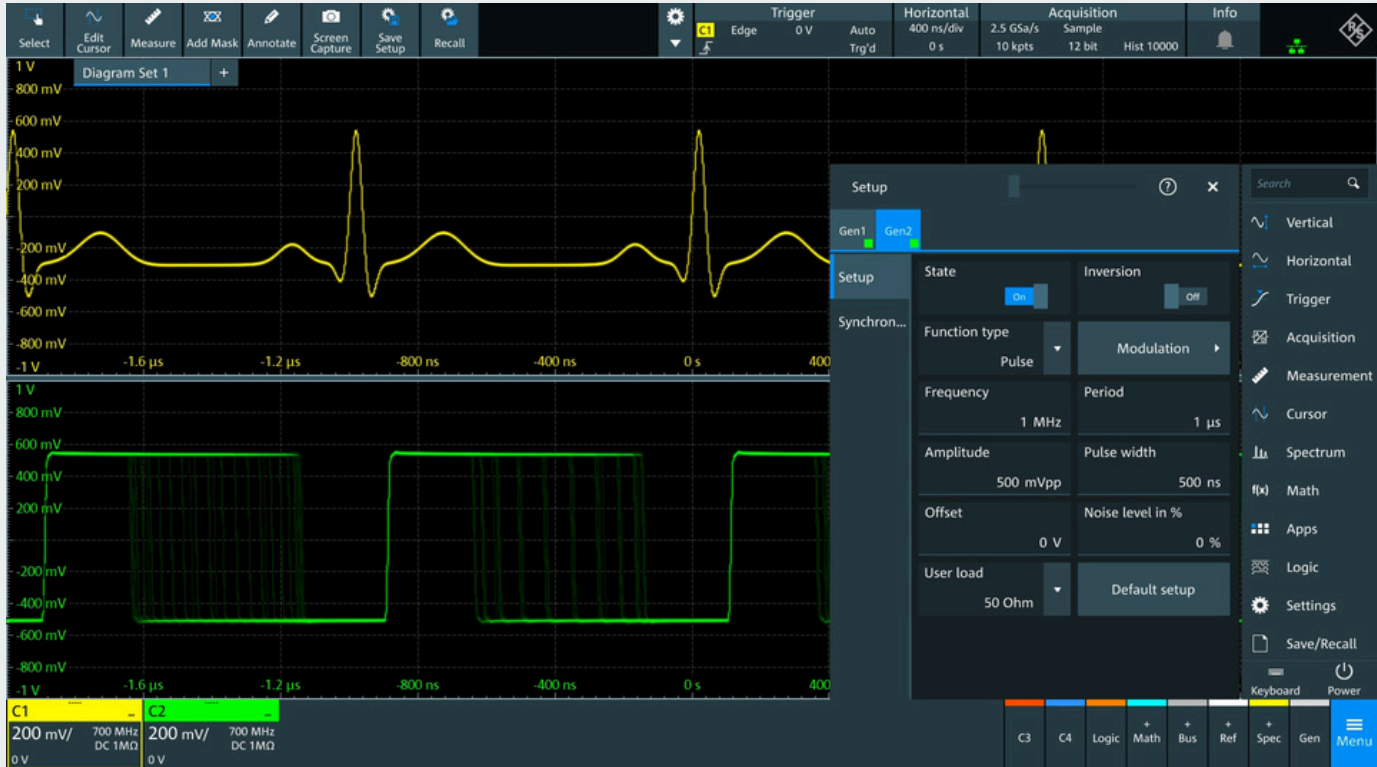 Select
Edit
Cursor
Measure
Add Mask
Annotate
Screen
Capture
Save
Setup
Recall
Trigger
C1 Edge 0 V Auto
Trg'd
Horizontal
400 ns/div
0 s
Acquisition
2.5 GSa/s Sample
10 kpts 12 bit Hist 10000
Info
R&S
Diagram Set 1 +
1 V
800 mV
600 mV
400 mV
200 mV
-200 mV
-400 mV
-600 mV
-800 mV
-1 V
-1.6 µs -1.2 µs -800 ns -400 ns 0 s 400
1 V
800 mV
600 mV
400 mV
200 mV
-200 mV
-400 mV
-600 mV
-800 mV
-1 V
-1.6 µs -1.2 µs -800 ns -400 ns 0 s 400
Setup ? ×
Gen1 Gen2
Setup
Synchron...
State
On
Inversion
Off
Function type
Pulse
Modulation
Frequency
1 MHz
Period
1 µs
Amplitude
500 mVpp
Pulse width
500 ns
Offset
0 V
Noise level in %
0 %
User load
50 Ohm
Default setup
Search
Vertical
Horizontal
Trigger
Acquisition
Measurement
Cursor
Spectrum
f(x) Math
Apps
Logic
Settings
Save/Recall
Keyboard Power
C1
200 mV/ 700 MHz
DC 1MΩ
0 V
C2
200 mV/ 700 MHz
DC 1MΩ
0 V
C3
C4
Logic
+
Math
+
Bus
+
Ref
+
Spec
Gen
Menu